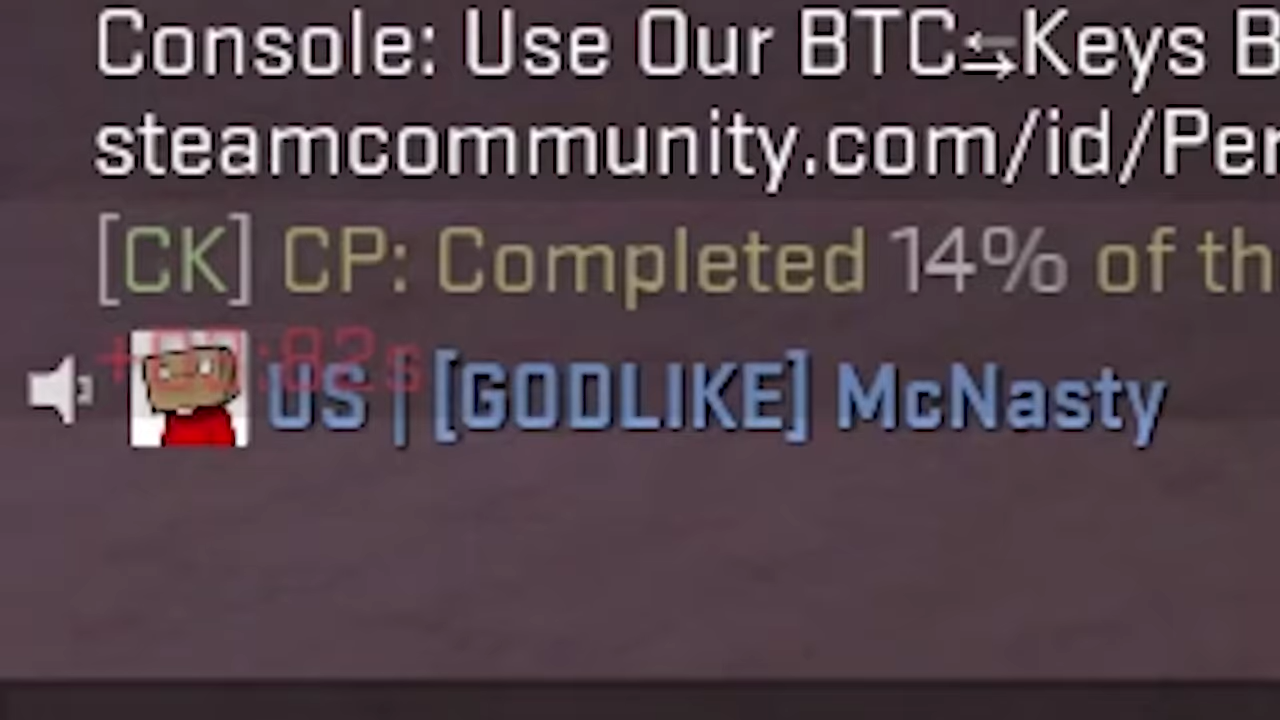 Console: Use Our BTC⇆Keys B
steamcommunity.com/id/Per
[CK] CP: Completed 14% of th
US | [GODLIKE] McNasty